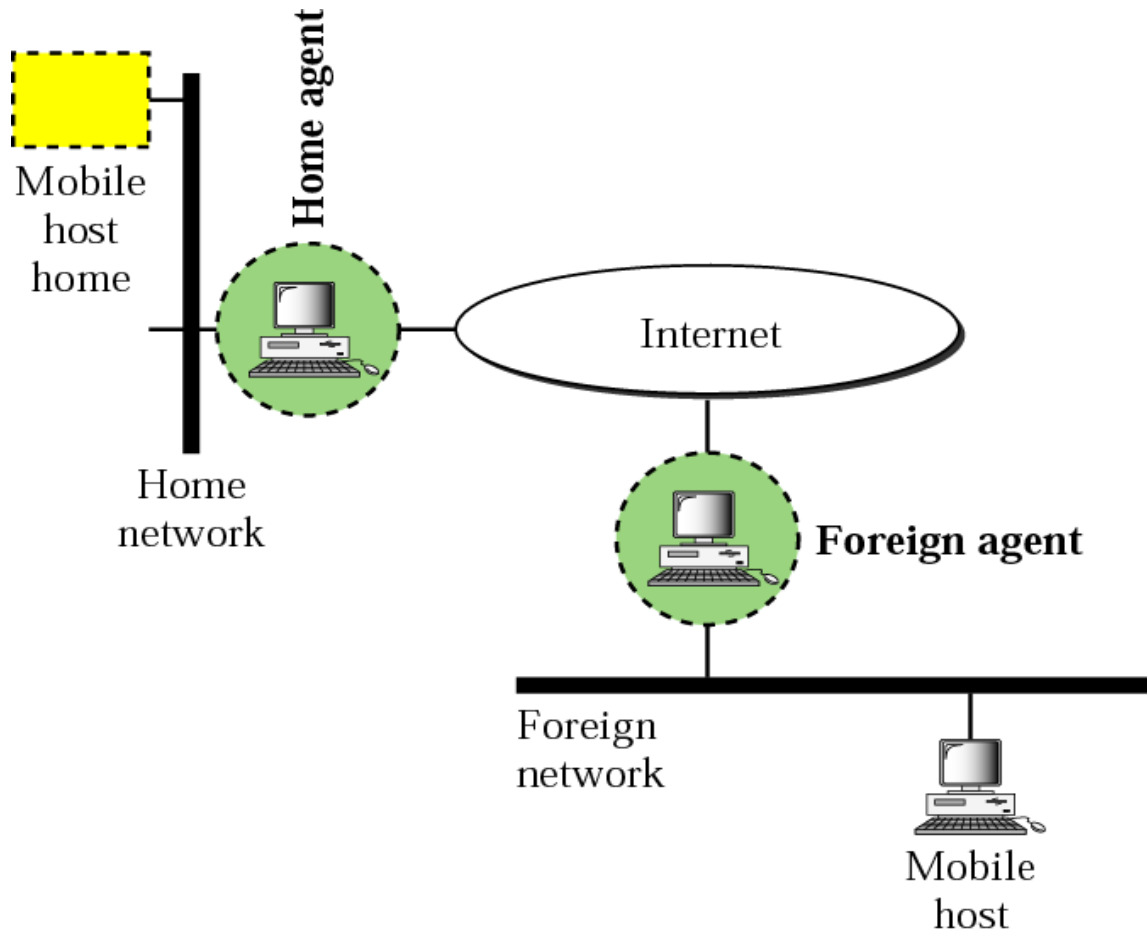 Home agent
Mobile
host
home
Internet
Home
network
Foreign agent
Foreign
network
Mobile
host